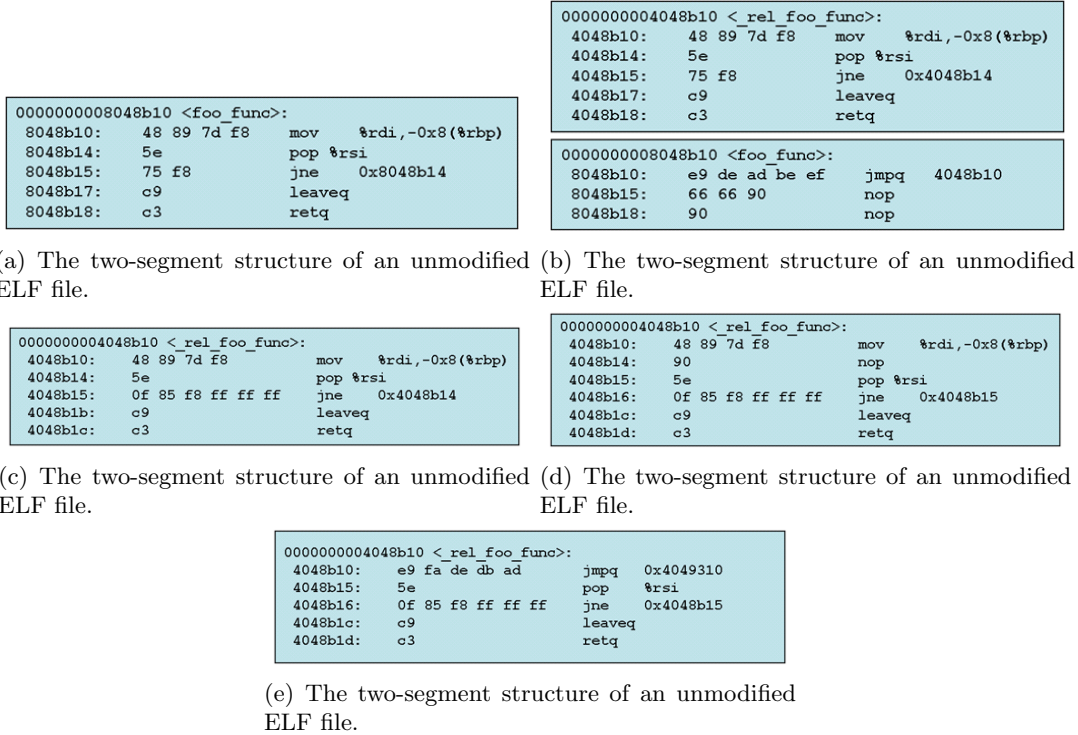 0000000008048b10 <foo_func>:
8048b10: 48 89 7d f8 mov %rdi,-0x8(%rbp)
8048b14: 5e pop %rsi
8048b15: 75 f8 jne 0x8048b14
8048b17: c9 leaveq
8048b18: c3 retq
(a) The two-segment structure of an unmodified
ELF file.
0000000004048b10 <_rel_foo_func>:
4048b10: 48 89 7d f8 mov %rdi,-0x8(%rbp)
4048b14: 5e pop %rsi
4048b15: 75 f8 jne 0x4048b14
4048b17: c9 leaveq
4048b18: c3 retq
0000000008048b10 <foo_func>:
8048b10: e9 de ad be ef jmpq 4048b10
8048b15: 66 66 90 nop
8048b18: 90 nop
(b) The two-segment structure of an unmodified
ELF file.
0000000004048b10 <_rel_foo_func>:
4048b10: 48 89 7d f8 mov %rdi,-0x8(%rbp)
4048b14: 5e pop %rsi
4048b15: 0f 85 f8 ff ff ff jne 0x4048b14
4048b1b: c9 leaveq
4048b1c: c3 retq
(c) The two-segment structure of an unmodified
ELF file.
0000000004048b10 <_rel_foo_func>:
4048b10: 48 89 7d f8 mov %rdi,-0x8(%rbp)
4048b14: 90 nop
4048b15: 5e pop %rsi
4048b16: 0f 85 f8 ff ff ff jne 0x4048b15
4048b1c: c9 leaveq
4048b1d: c3 retq
(d) The two-segment structure of an unmodified
ELF file.
0000000004048b10 <_rel_foo_func>:
4048b10: e9 fa de db ad jmpq 0x4049310
4048b15: 5e pop %rsi
4048b16: 0f 85 f8 ff ff ff jne 0x4048b15
4048b1c: c9 leaveq
4048b1d: c3 retq
(e) The two-segment structure of an unmodified
ELF file.